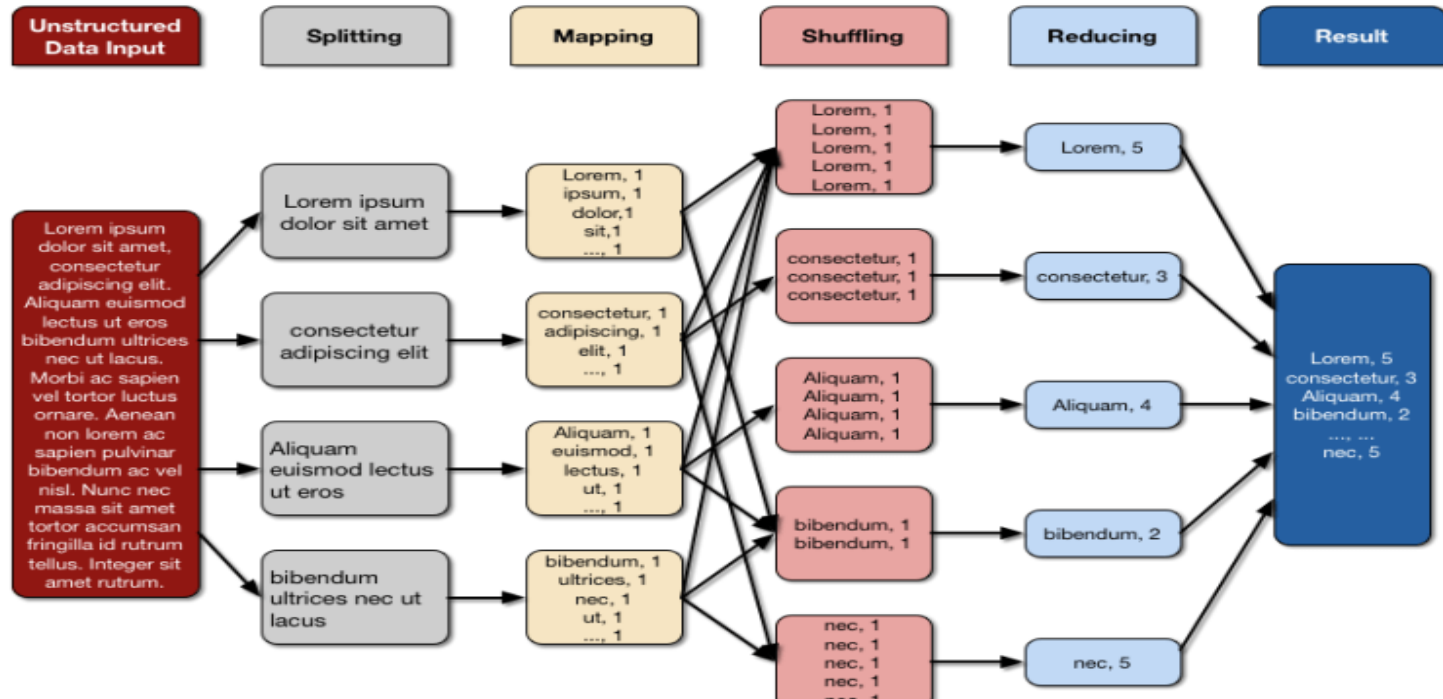 Unstructured
Data Input
Splitting
Mapping
Shuffling
Reducing
Result
Lorem ipsum
dolor sit amet,
consectetur
adipiscing elit.
Aliquam euismod
lectus ut eros
bibendum ultrices
nec ut lacus.
Morbi ac sapien
vel tortor luctus
ornare. Aenean
non lorem ac
sapien pulvinar
bibendum ac vel
nisl. Nunc nec
massa sit amet
tortor accumsan
fringilla id rutrum
tellus. Integer sit
amet rutrum.
Lorem ipsum
dolor sit amet
consectetur
adipiscing elit
Aliquam
euismod lectus
ut eros
bibendum
ultrices nec ut
lacus
Lorem, 1
ipsum, 1
dolor,1
sit,1
..., 1
consectetur, 1
adipiscing, 1
elit, 1
..., 1
Aliquam, 1
euismod, 1
lectus, 1
ut, 1
..., 1
bibendum, 1
ultrices, 1
nec, 1
ut, 1
..., 1
Lorem, 1
Lorem, 1
Lorem, 1
Lorem, 1
Lorem, 1
consectetur, 1
consectetur, 1
consectetur, 1
Aliquam, 1
Aliquam, 1
Aliquam, 1
Aliquam, 1
bibendum, 1
bibendum, 1
nec, 1
nec, 1
nec, 1
nec, 1
nec, 1
Lorem, 5
consectetur, 3
Aliquam, 4
bibendum, 2
nec, 5
Lorem, 5
consectetur, 3
Aliquam, 4
bibendum, 2
..., ...
nec, 5